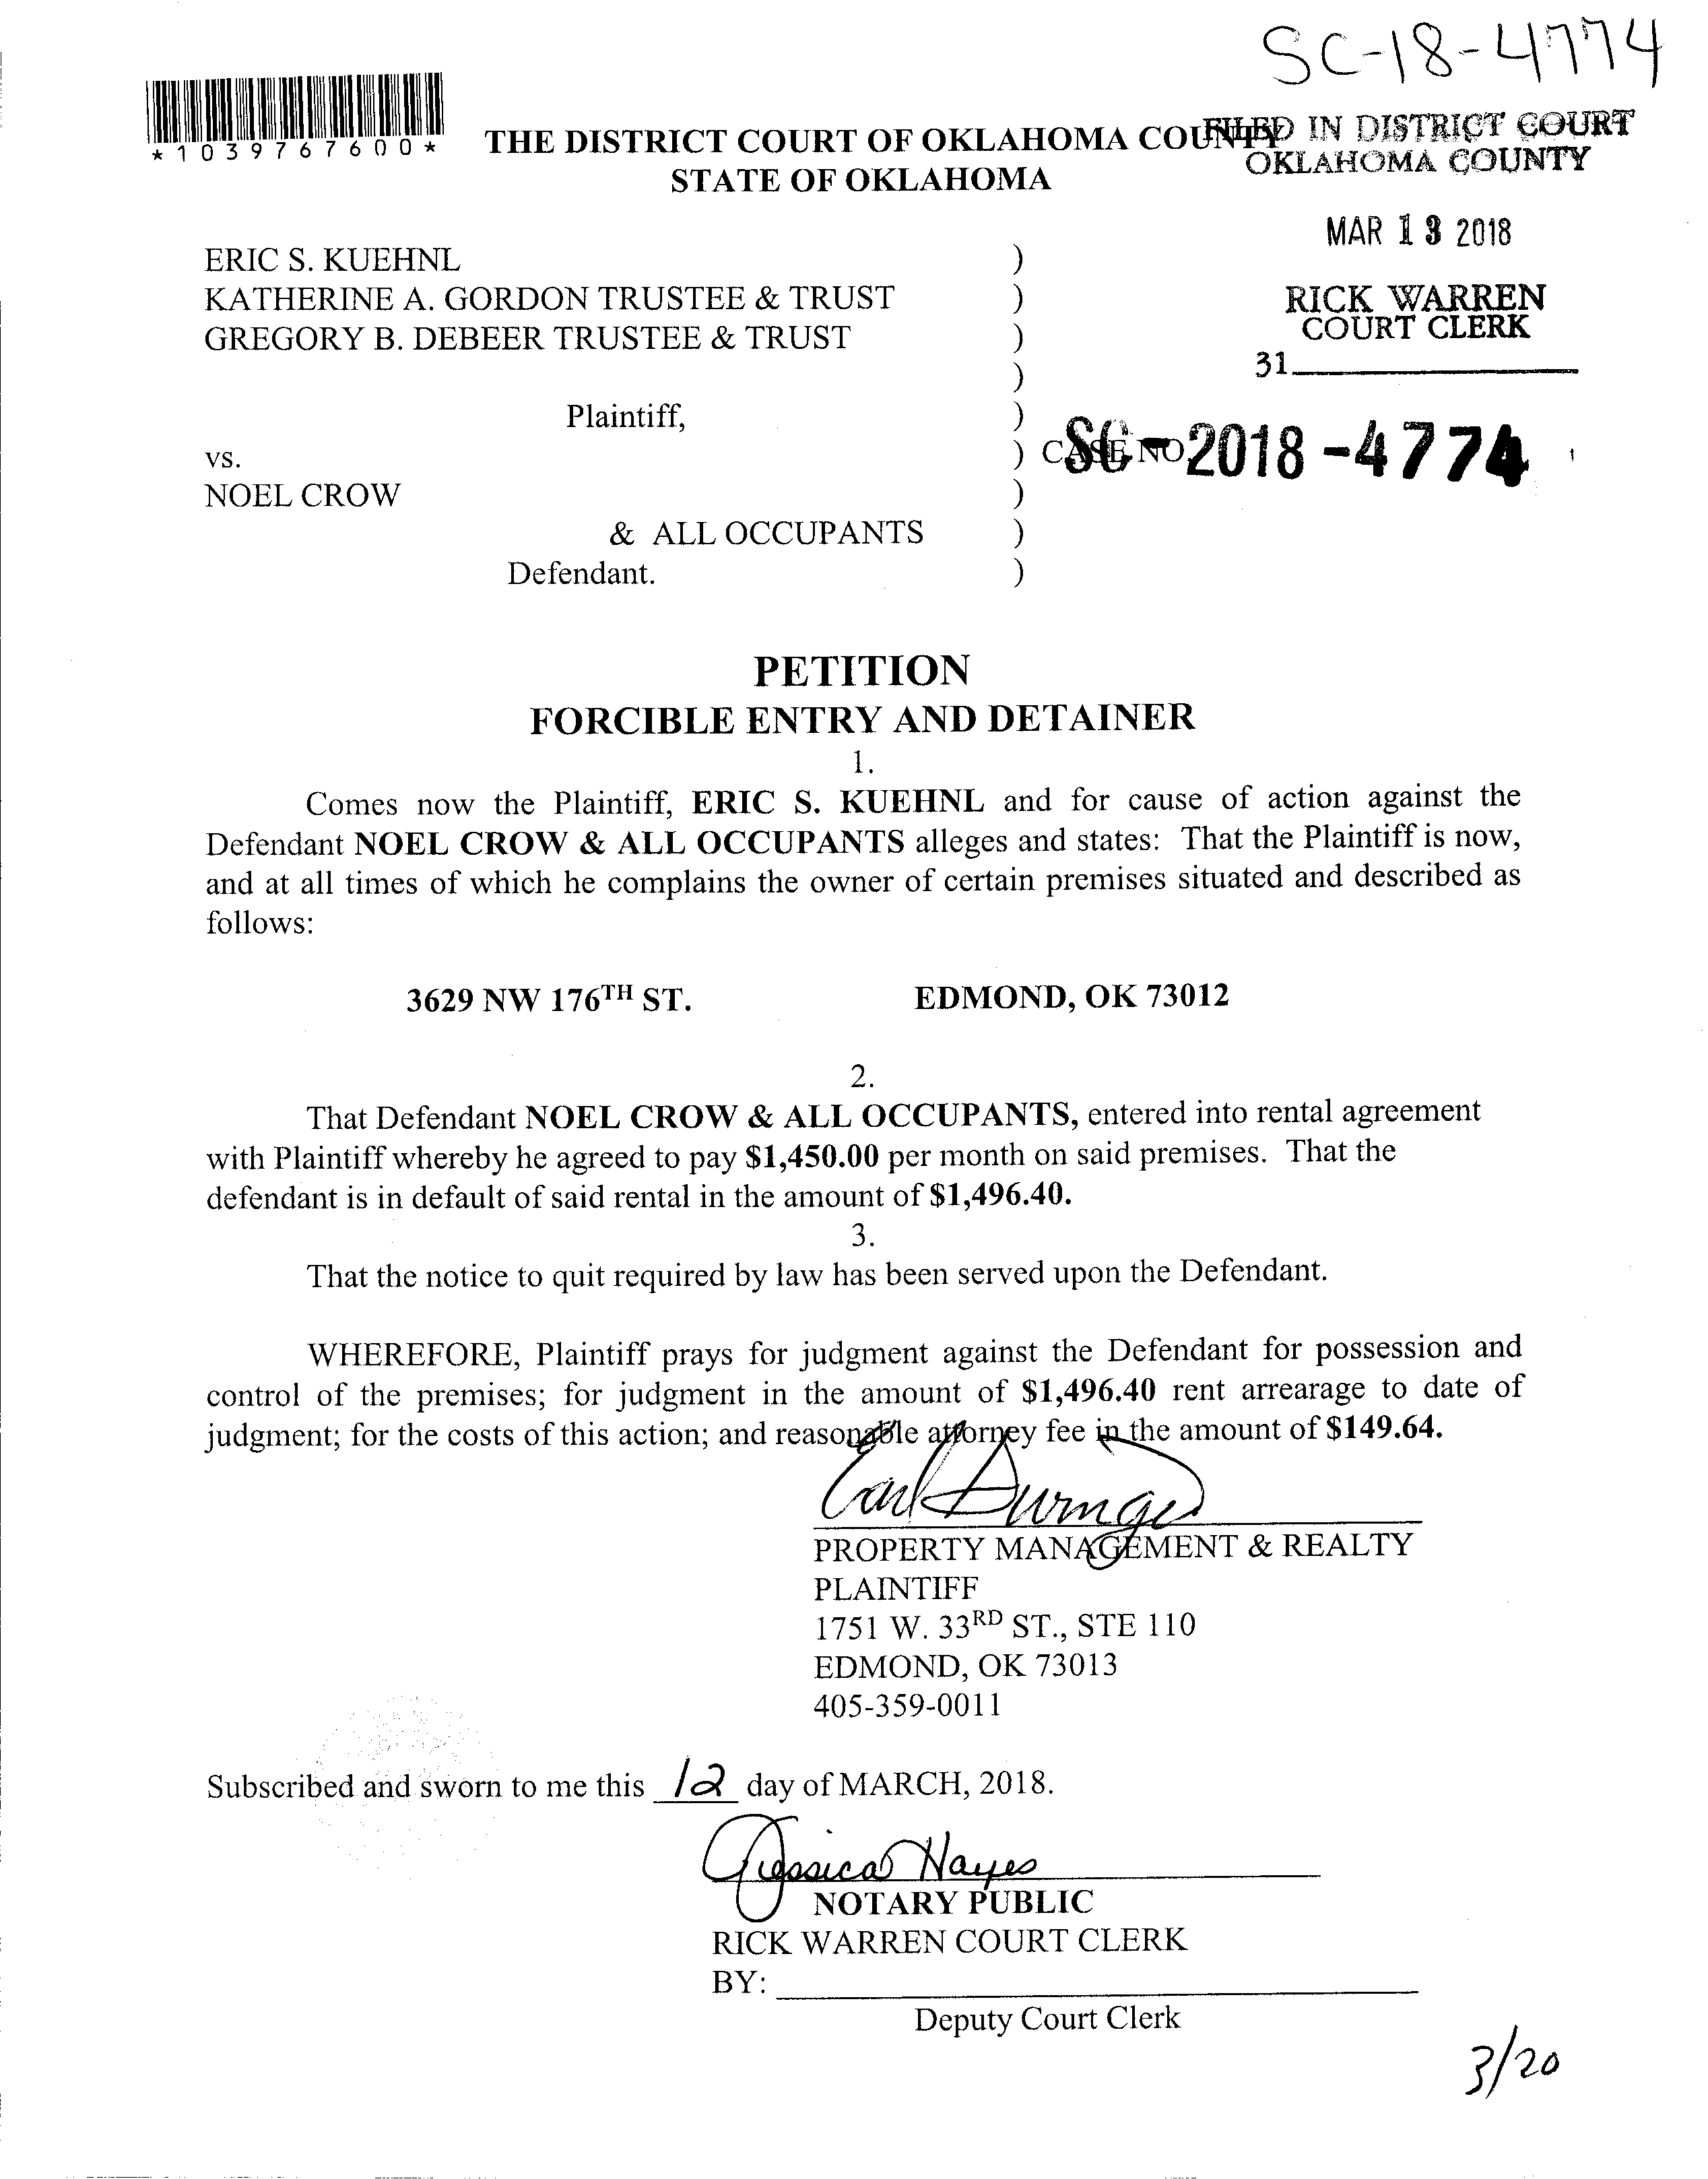 SC-18-4774
*1039767600*
THE DISTRICT COURT OF OKLAHOMA COUNTY
STATE OF OKLAHOMA
FILED IN DISTRICT COURT
OKLAHOMA COUNTY
MAR 13 2018
RICK WARREN
COURT CLERK
31
ERIC S. KUEHNL )
KATHERINE A. GORDON TRUSTEE & TRUST )
GREGORY B. DEBEER TRUSTEE & TRUST )
)
Plaintiff, )
vs. ) CASE NO. SC-2018-4774
NOEL CROW )
& ALL OCCUPANTS )
Defendant. )
PETITION
FORCIBLE ENTRY AND DETAINER
1.
Comes now the Plaintiff, ERIC S. KUEHNL and for cause of action against the
Defendant NOEL CROW & ALL OCCUPANTS alleges and states: That the Plaintiff is now,
and at all times of which he complains the owner of certain premises situated and described as
follows:
3629 NW 176TH ST. EDMOND, OK 73012
2.
That Defendant NOEL CROW & ALL OCCUPANTS, entered into rental agreement
with Plaintiff whereby he agreed to pay $1,450.00 per month on said premises. That the
defendant is in default of said rental in the amount of $1,496.40.
3.
That the notice to quit required by law has been served upon the Defendant.
WHEREFORE, Plaintiff prays for judgment against the Defendant for possession and
control of the premises; for judgment in the amount of $1,496.40 rent arrearage to date of
judgment; for the costs of this action; and reasonable attorney fee in the amount of $149.64.
PROPERTY MANAGEMENT & REALTY
PLAINTIFF
1751 W. 33RD ST., STE 110
EDMOND, OK 73013
405-359-0011
Subscribed and sworn to me this 12 day of MARCH, 2018.
Jessica Hayes
NOTARY PUBLIC
RICK WARREN COURT CLERK
BY:
Deputy Court Clerk
3/20